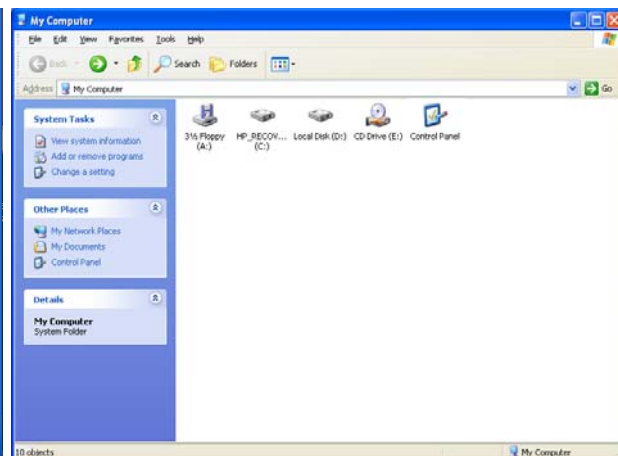 My Computer
File Edit View Favorites Tools Help
Back Search Folders
Address My Computer Go
System Tasks
View system information
Add or remove programs
Change a setting
Other Places
My Network Places
My Documents
Control Panel
Details
My Computer
System Folder
3½ Floppy (A:)
HP_RECOV... (C:)
Local Disk (D:)
CD Drive (E:)
Control Panel
10 objects My Computer